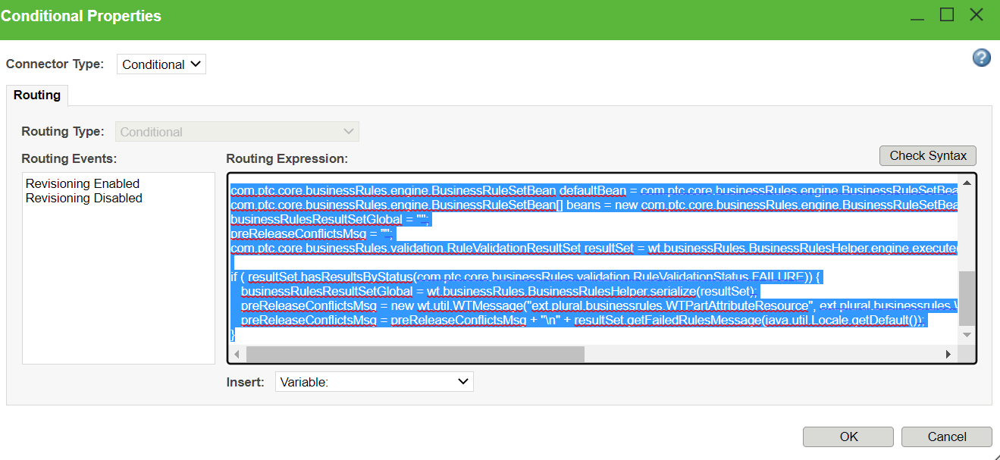 Conditional Properties
Connector Type: Conditional
Routing
Routing Type: Conditional
Routing Events: Routing Expression: Check Syntax
Revisioning Enabled
Revisioning Disabled
com.ptc.core.businessRules.engine.BusinessRuleSetBean defaultBean = com.ptc.core.businessRules.engine.BusinessRuleSetBea
com.ptc.core.businessRules.engine.BusinessRuleSetBean[] beans = new com.ptc.core.businessRules.engine.BusinessRuleSetBea
businessRulesResultSetGlobal = "";
preReleaseConflictsMsg = "";
com.ptc.core.businessRules.validation.RuleValidationResultSet resultSet = wt.businessRules.BusinessRulesHelper.engine.execute(
if ( resultSet.hasResultsByStatus(com.ptc.core.businessRules.validation.RuleValidationStatus.FAILURE)) {
businessRulesResultSetGlobal = wt.businessRules.BusinessRulesHelper.serialize(resultSet);
preReleaseConflictsMsg = new wt.util.WTMessage("ext.plural.businessrules.WTPartAttributeResource", ext.plural.businessrules.
preReleaseConflictsMsg = preReleaseConflictsMsg + "\n" + resultSet.getFailedRulesMessage(java.util.Locale.getDefault());
}
Insert: Variable:
OK Cancel